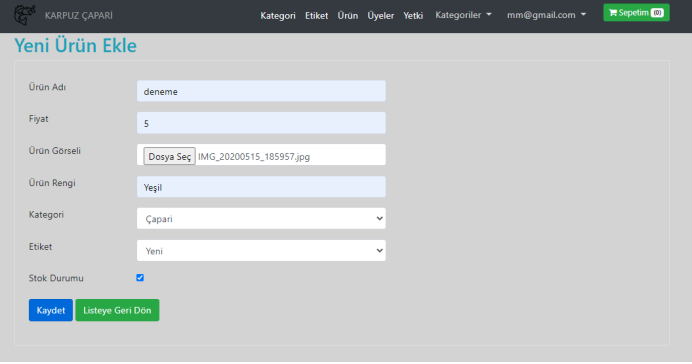 KARPUZ ÇAPARİ Kategori Etiket Ürün Üyeler Yetki Kategoriler mm@gmail.com Sepetim (0)
Yeni Ürün Ekle
Ürün Adı deneme
Fiyat 5
Ürün Görseli Dosya Seç IMG_20200515_185957.jpg
Ürün Rengi Yeşil
Kategori Çapari
Etiket Yeni
Stok Durumu
Kaydet Listeye Geri Dön